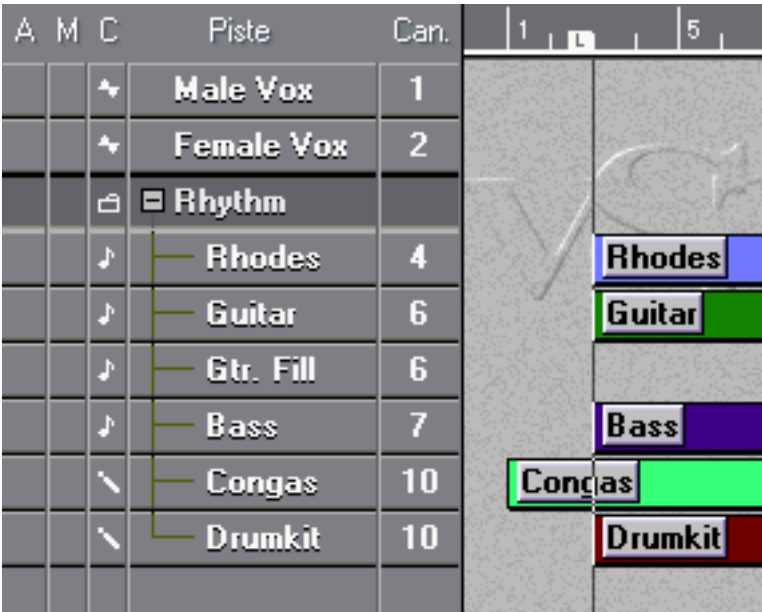 A M C Piste Can. 1 L 5
Male Vox 1
Female Vox 2
Rhythm
Rhodes 4 Rhodes
Guitar 6 Guitar
Gtr. Fill 6
Bass 7 Bass
Congas 10 Congas
Drumkit 10 Drumkit